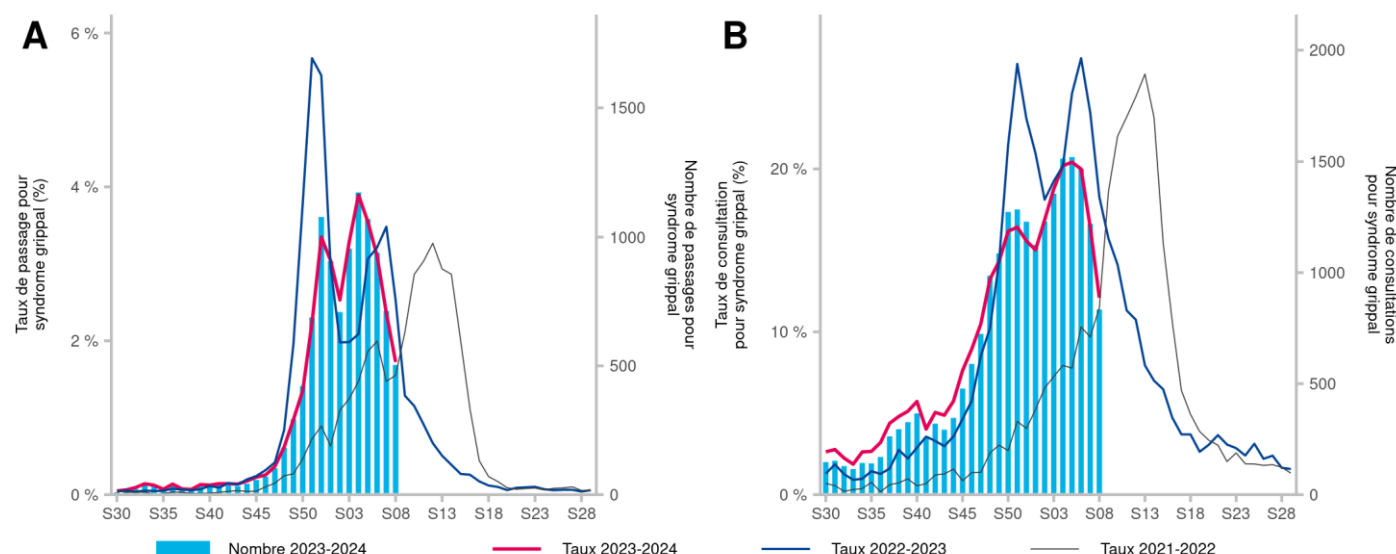 A
6 %
4 %
2 %
0 %
Taux de passage pour
syndrome grippal (%)
1500
1000
500
0
Nombre de passages pour
syndrome grippal
S30 S35 S40 S45 S50 S03 S08 S13 S18 S23 S28
B
20 %
10 %
0 %
Taux de consultation
pour syndrome grippal (%)
2000
1500
1000
500
0
Nombre de consultations
pour syndrome grippal
S30 S35 S40 S45 S50 S03 S08 S13 S18 S23 S28
Nombre 2023-2024 Taux 2023-2024 Taux 2022-2023 Taux 2021-2022